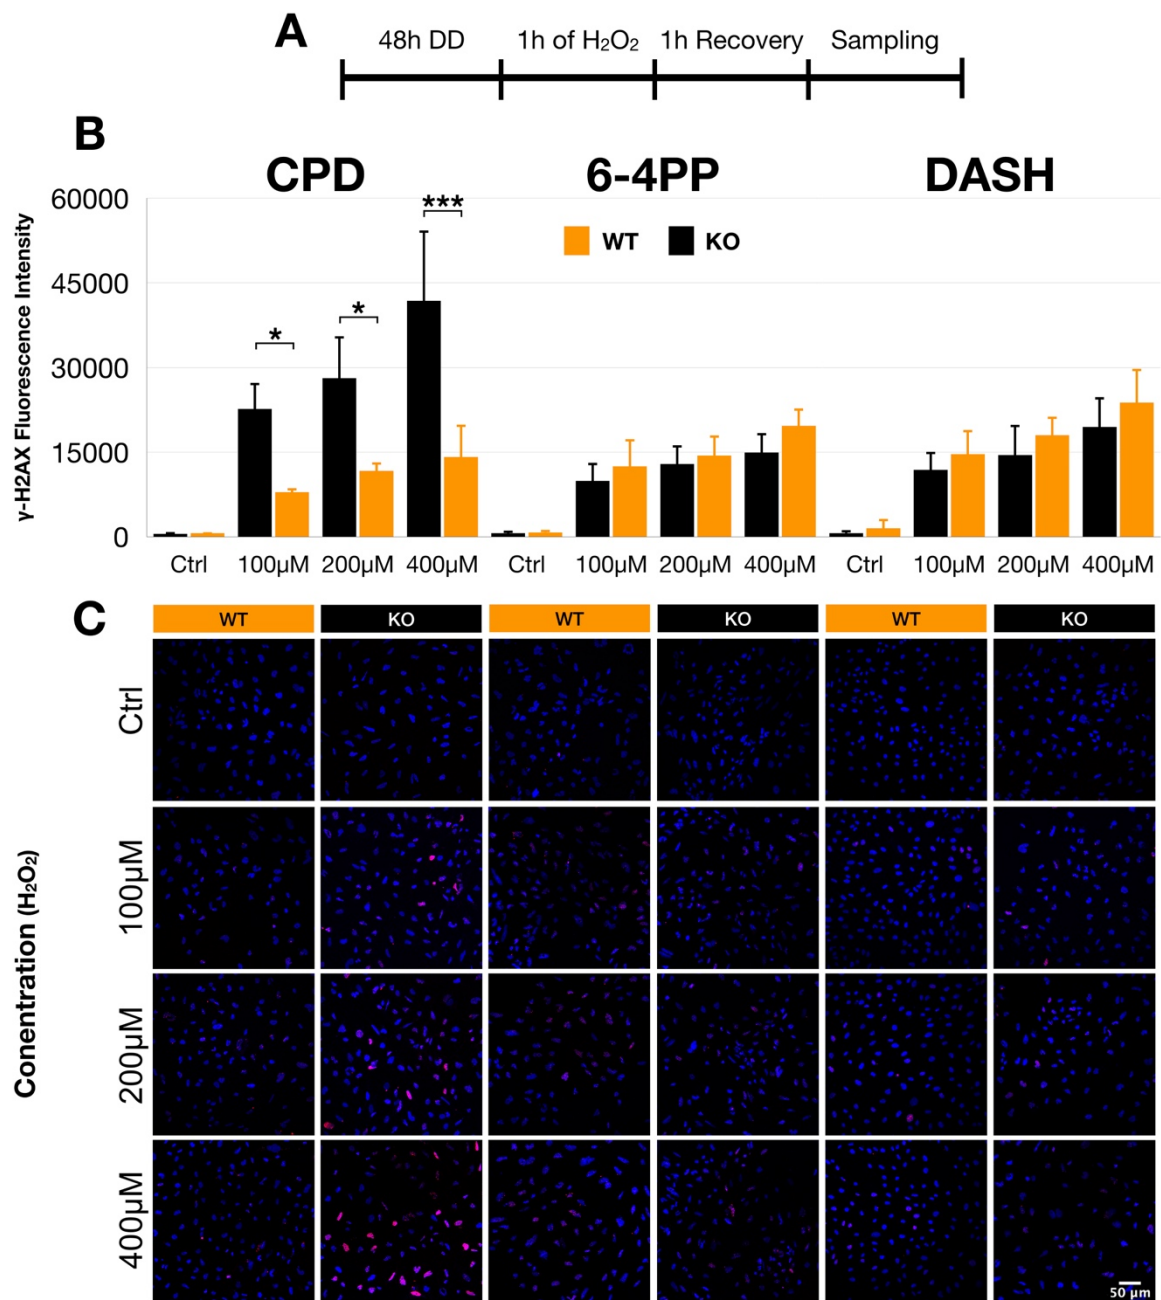 A
48h DD 1h of H₂O₂ 1h Recovery Sampling
B
CPD 6-4PP DASH
γ-H2AX Fluorescence Intensity
60000
45000
30000
15000
0
***
*
*
WT KO
Ctrl 100µM 200µM 400µM Ctrl 100µM 200µM 400µM Ctrl 100µM 200µM 400µM
C
WT KO WT KO WT KO
Conentration (H₂O₂)
Ctrl
100µM
200µM
400µM
50 µm